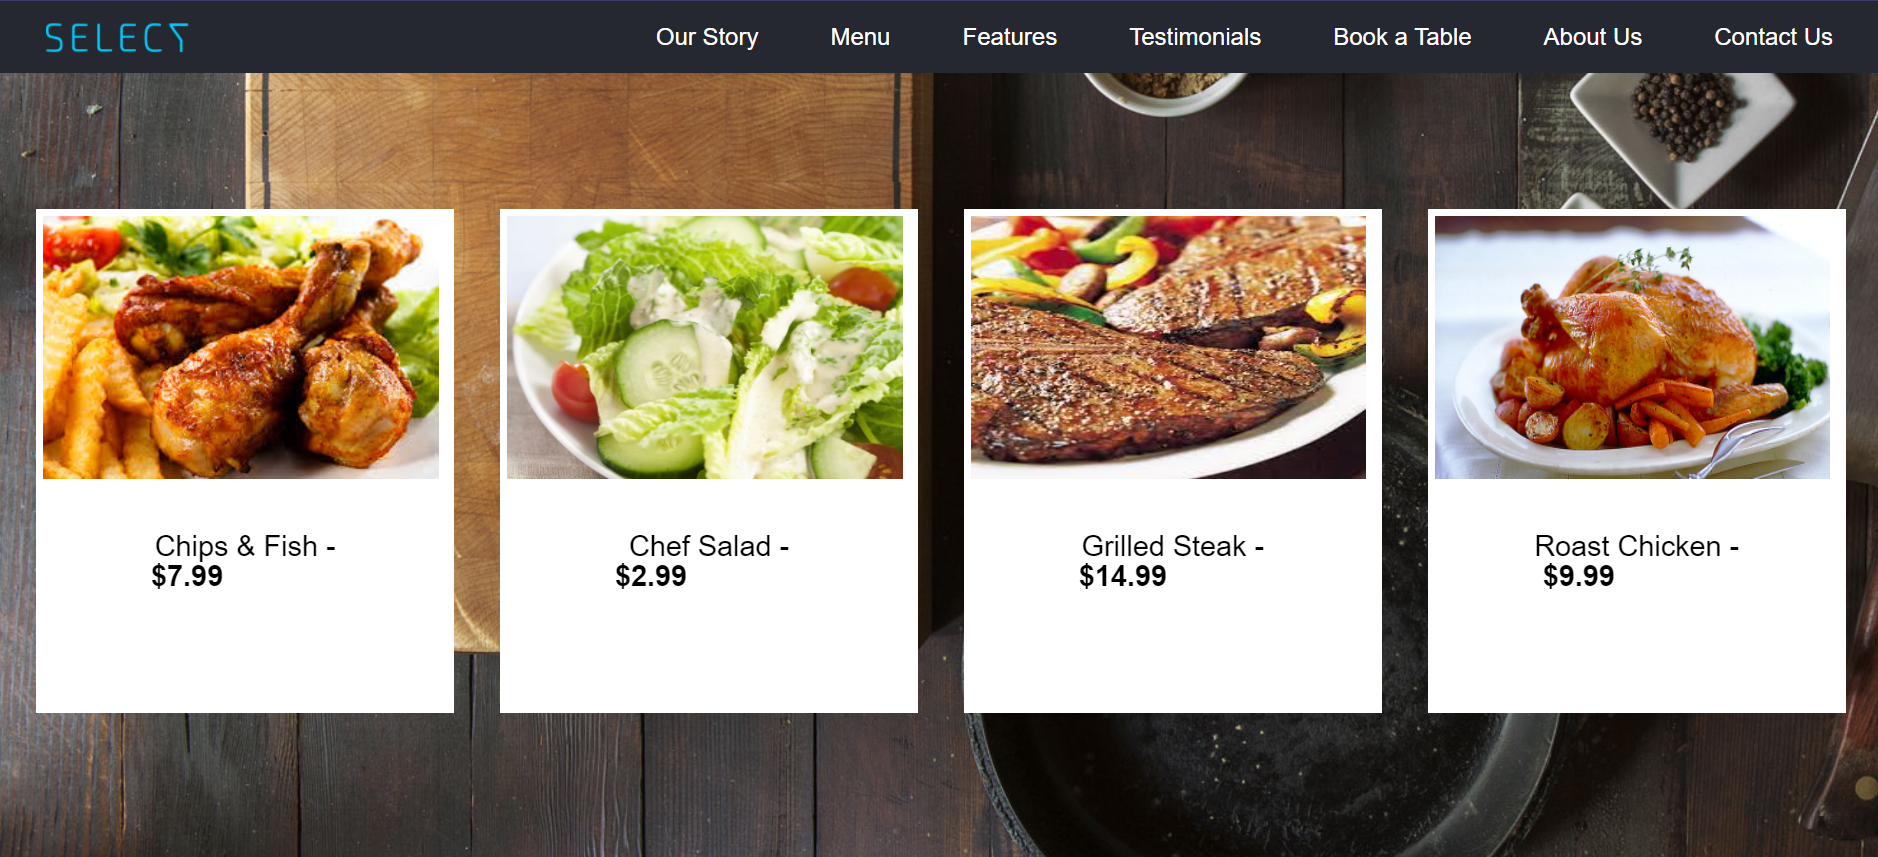 SELECT
Our Story
Menu
Features
Testimonials
Book a Table
About Us
Contact Us
Chips & Fish -
$7.99
Chef Salad -
$2.99
Grilled Steak -
$14.99
Roast Chicken -
$9.99